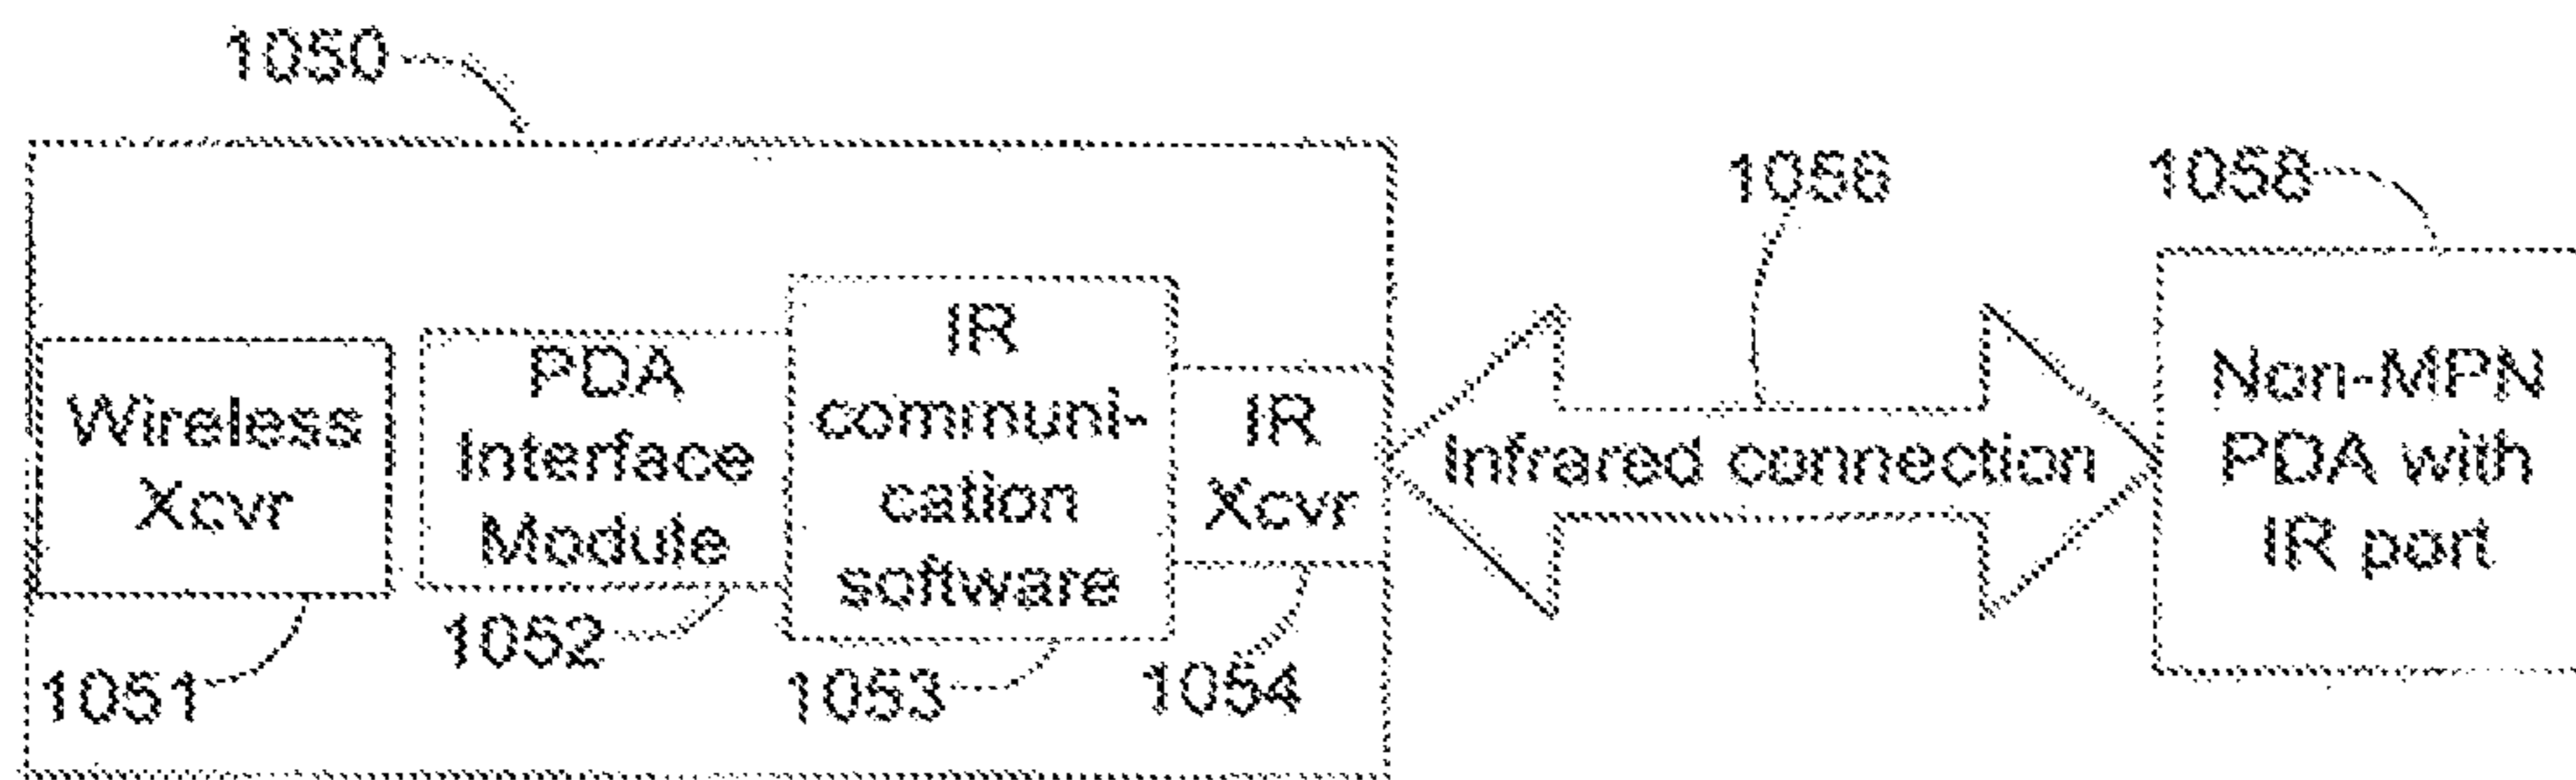 1050
1056
1058
Wireless
Xcvr
PDA
Interface
Module
IR
communi-
cation
software
IR
Xcvr
Infrared connection
Non-MPN
PDA with
IR port
1051
1052
1053
1054